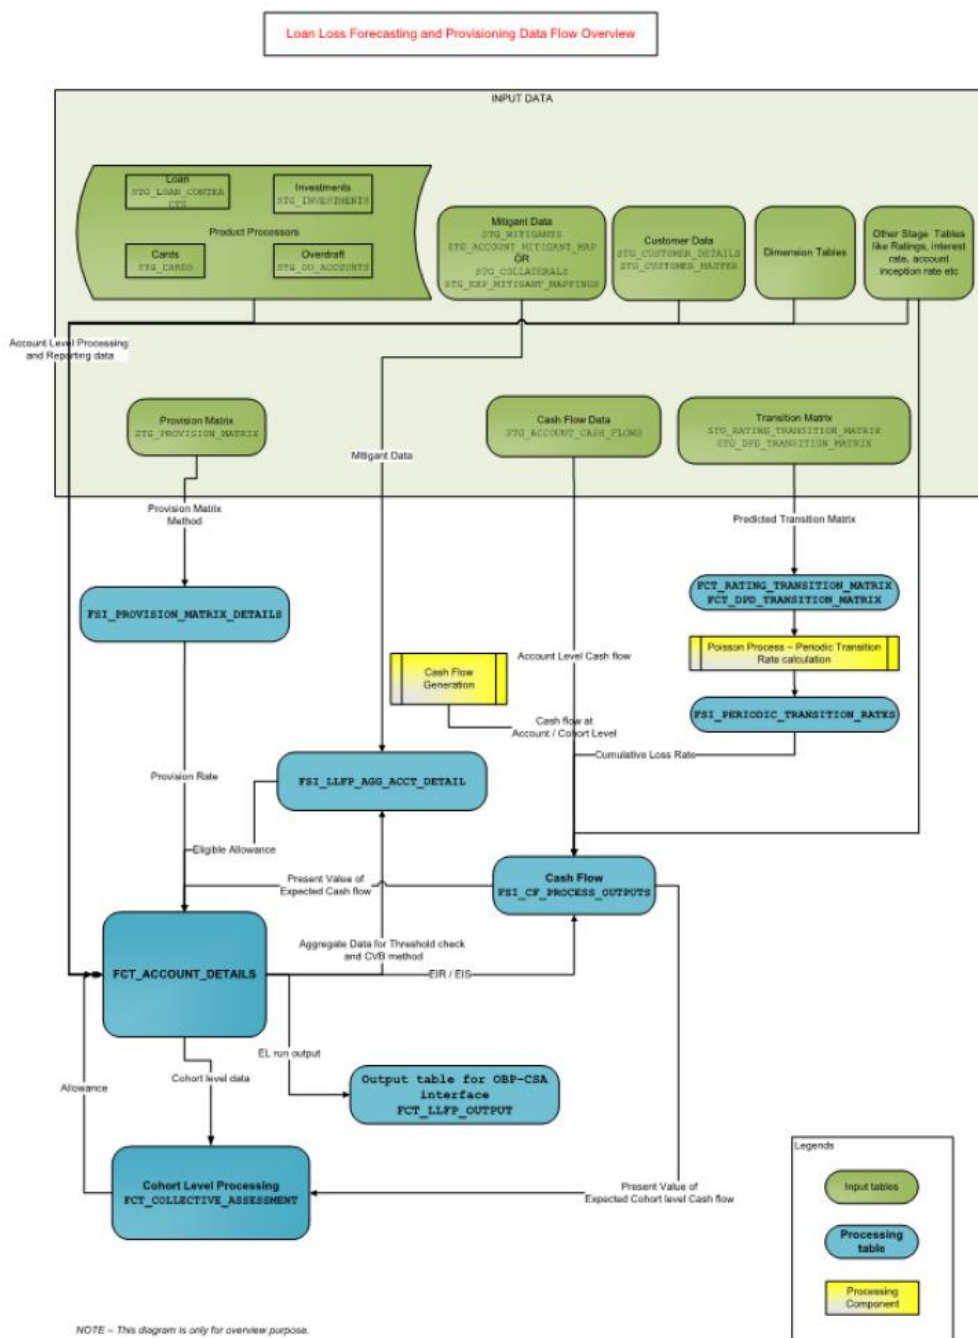 Loan Loss Forecasting and Provisioning Data Flow Overview
INPUT DATA
Loan
STG_LOAN_CONTRA
CTS
Investments
STG_INVESTMENTS
Product Processors
Cards
STG_CARDS
Overdraft
STG_OD_ACCOUNTS
Mitigant Data
STG_MITIGANTS
STG_ACCOUNT_MITIGANT_MAP
OR
STG_COLLATERALS
STG_EXP_MITIGANT_MAPPINGS
Customer Data
STG_CUSTOMER_DETAILS
STG_CUSTOMER_MASTER
Dimension Tables
Other Stage Tables
like Ratings, interest
rate, account
inception rate etc
Account Level Processing
and Reporting data
Provision Matrix
STG_PROVISION_MATRIX
Mitigant Data
Cash Flow Data
STG_ACCOUNT_CASH_FLOWS
Transition Matrix
STG_RATING_TRANSITION_MATRIX
STG_DPD_TRANSITION_MATRIX
Provision Matrix
Method
Predicted Transition Matrix
FSI_PROVISION_MATRIX_DETAILS
FCT_RATING_TRANSITION_MATRIX
FCT_DPD_TRANSITION_MATRIX
Cash Flow
Generation
Account Level Cash flow
Poisson Process – Periodic Transition
Rate calculation
Cash flow at
Account / Cohort Level
FSI_PERIODIC_TRANSITION_RATES
Cumulative Loss Rate
Provision Rate
FSI_LLFP_AGG_ACCT_DETAIL
Eligible Allowance
Present Value of
Expected Cash flow
Cash Flow
FSI_CF_PROCESS_OUTPUTS
FCT_ACCOUNT_DETAILS
Aggregate Data for Threshold check
and CVB method
EIR / EIS
EL run output
Cohort level data
Allowance
Output table for OBP-CSA
interface
FCT_LLFP_OUTPUT
Cohort Level Processing
FCT_COLLECTIVE_ASSESSMENT
Present Value of
Expected Cohort level Cash flow
Legends
Input tables
Processing
table
Processing
Component
NOTE – This diagram is only for overview purpose.